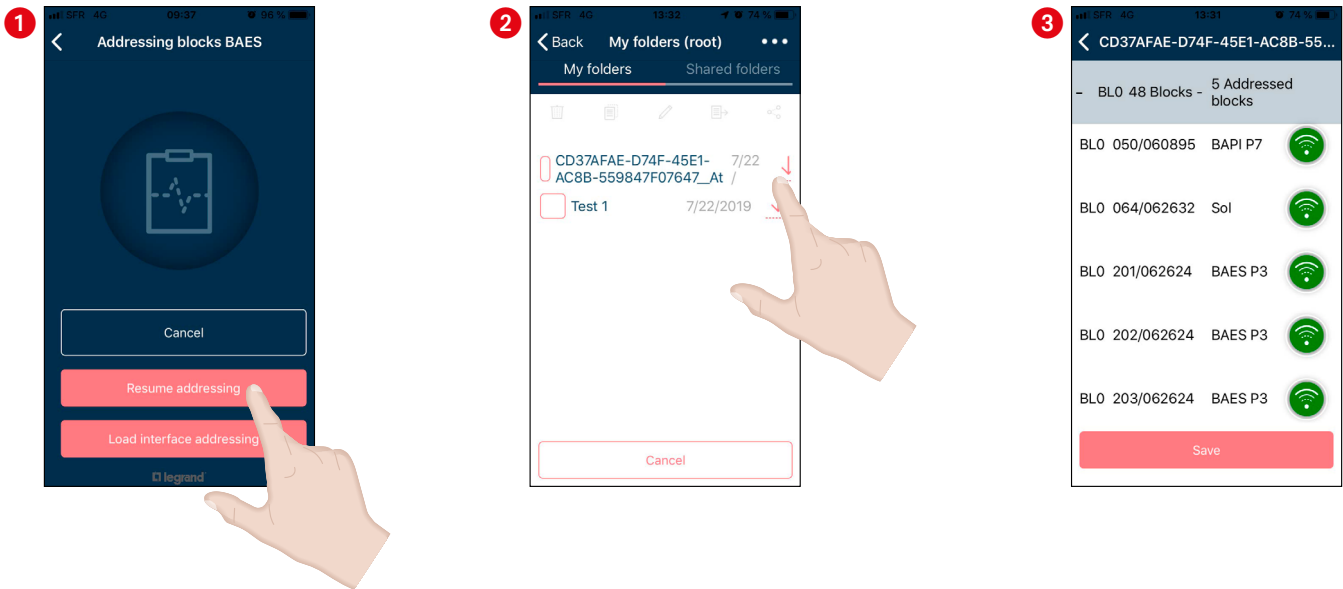 1
SFR 4G 09:37 96 %
Addressing blocks BAES
Cancel
Resume addressing
Load interface addressing
legrand
2
SFR 4G 13:32 74 %
Back My folders (root)
My folders Shared folders
CD37AFAE-D74F-45E1- 7/22
AC8B-559847F07647__At /
Test 1 7/22/2019
Cancel
3
SFR 4G 13:31 74 %
CD37AFAE-D74F-45E1-AC8B-55...
– BL0 48 Blocks - 5 Addressed
blocks
BL0 050/060895 BAPI P7
BL0 064/062632 Sol
BL0 201/062624 BAES P3
BL0 202/062624 BAES P3
BL0 203/062624 BAES P3
Save